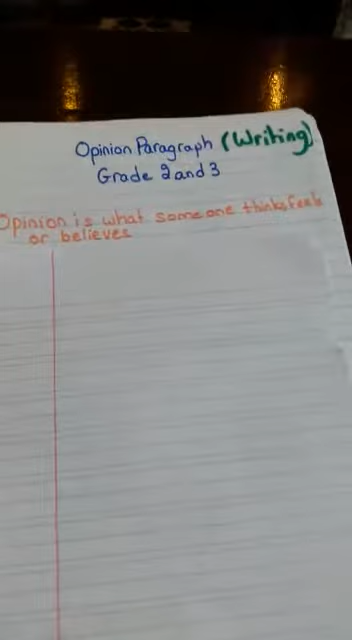 Opinion Paragraph (Writing)
Grade 2 and 3
Opinion is what someone thinks, feels
or believes